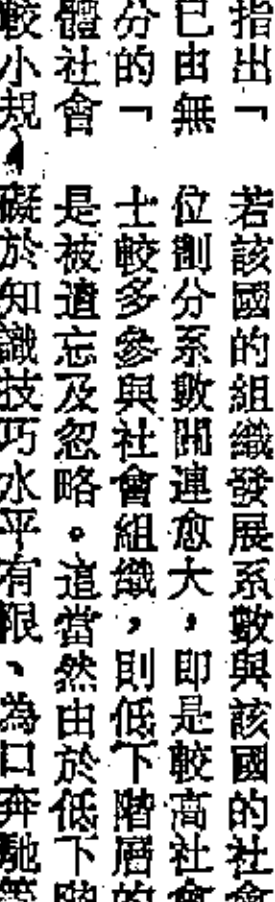 指出「
已由無
分的「
體社會
較小規
若該國的組織發展系數與該國的社會
位劃分系數關連愈大，即是較高社會
士較多參與社會組織，則低下階層的
是被遺忘及忽略。這當然由於低下階
礙於知識技巧水平有限、為口奔馳等